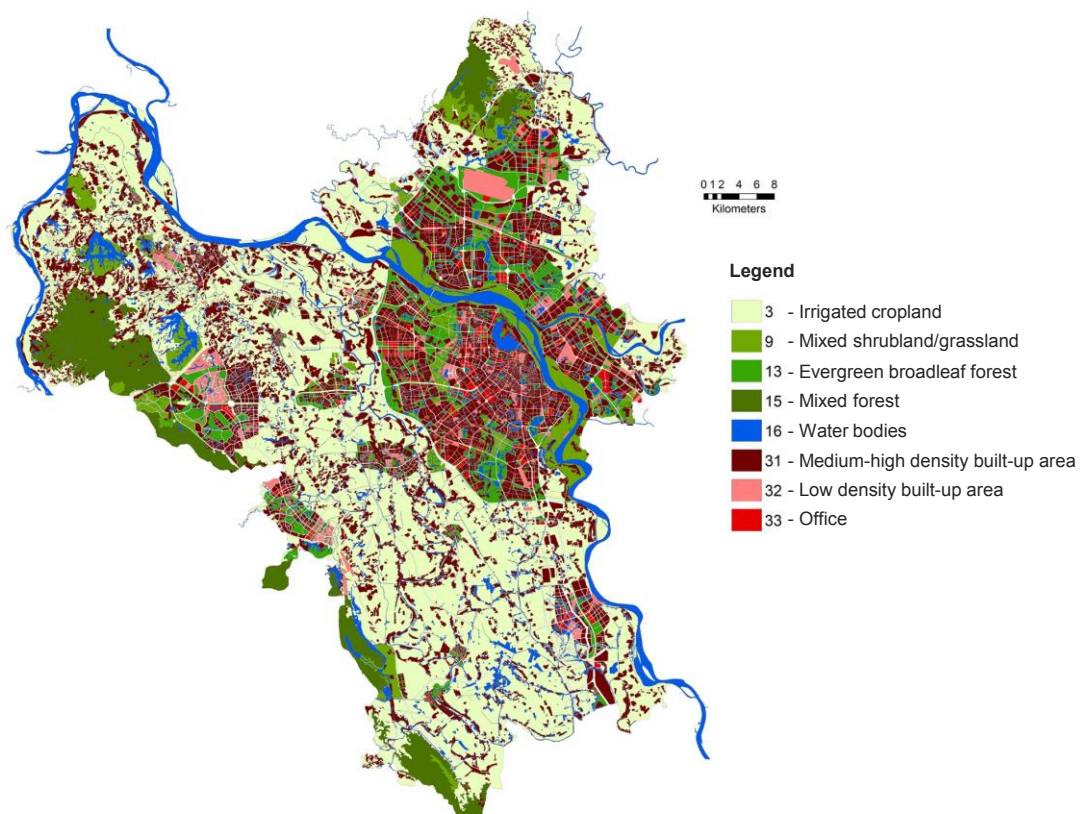 0 1 2 4 6 8
Kilometers
Legend
3 - Irrigated cropland
9 - Mixed shrubland/grassland
13 - Evergreen broadleaf forest
15 - Mixed forest
16 - Water bodies
31 - Medium-high density built-up area
32 - Low density built-up area
33 - Office